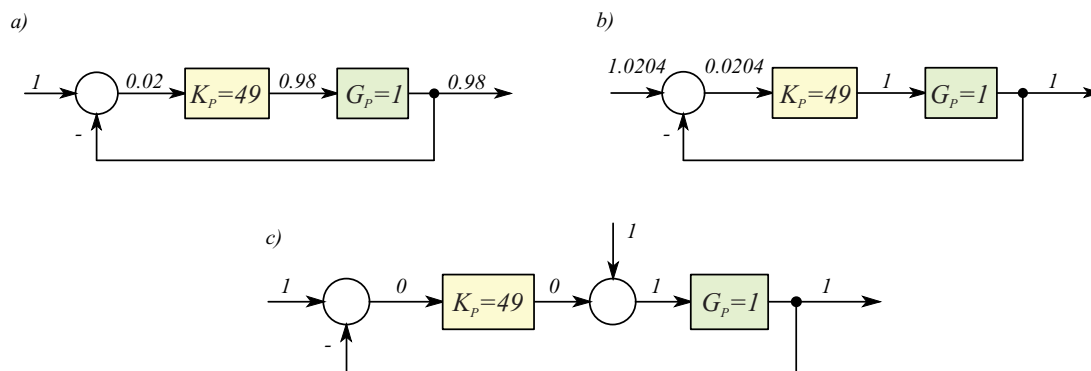 a)
1 0.02 K_P=49 0.98 G_P=1 0.98
-
b)
1.0204 0.0204 K_P=49 1 G_P=1 1
-
c)
1
1 0 K_P=49 0 1 G_P=1 1
-